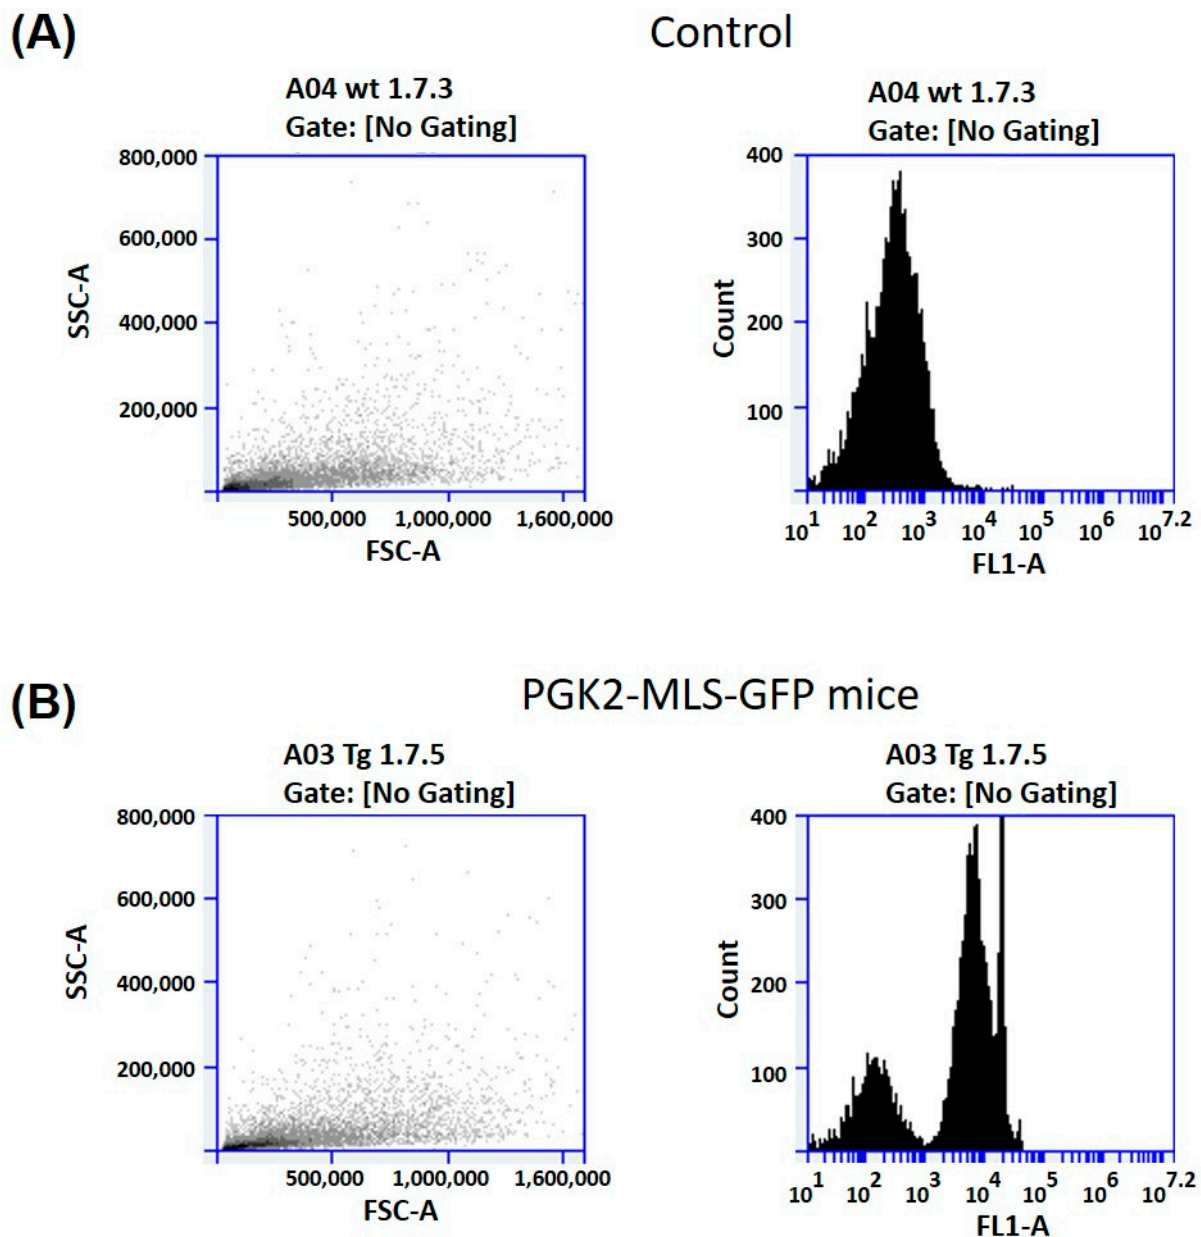 (A)
Control
A04 wt 1.7.3
Gate: [No Gating]
800,000
600,000
400,000
200,000
SSC-A
500,000
1,000,000
1,600,000
FSC-A
A04 wt 1.7.3
Gate: [No Gating]
400
300
200
100
Count
10^1 10^2 10^3 10^4 10^5 10^6 10^7.2
FL1-A
(B)
PGK2-MLS-GFP mice
A03 Tg 1.7.5
Gate: [No Gating]
800,000
600,000
400,000
200,000
SSC-A
500,000
1,000,000
1,600,000
FSC-A
A03 Tg 1.7.5
Gate: [No Gating]
400
300
200
100
Count
10^1 10^2 10^3 10^4 10^5 10^6 10^7.2
FL1-A